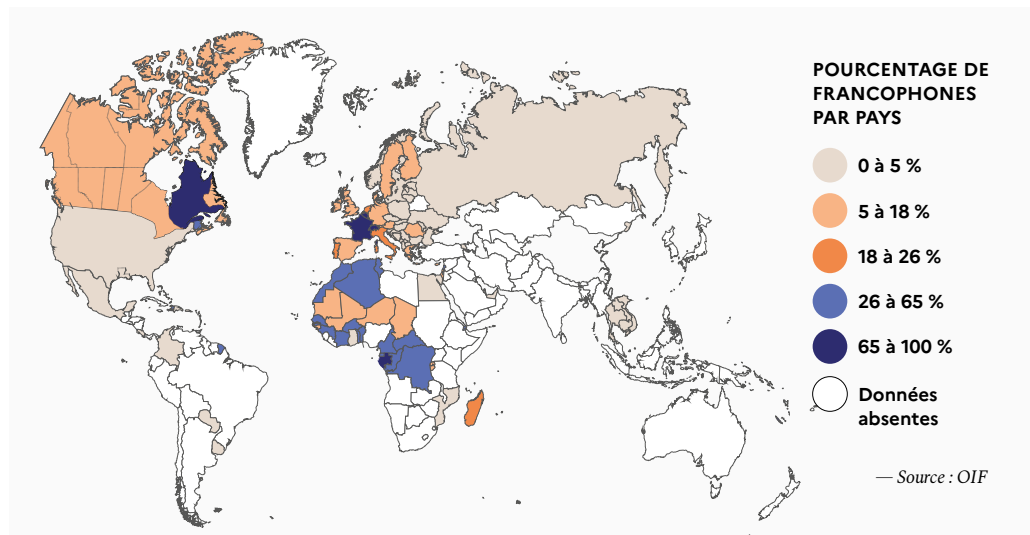 POURCENTAGE DE
FRANCOPHONES
PAR PAYS
0 à 5 %
5 à 18 %
18 à 26 %
26 à 65 %
65 à 100 %
Données
absentes
— Source : OIF